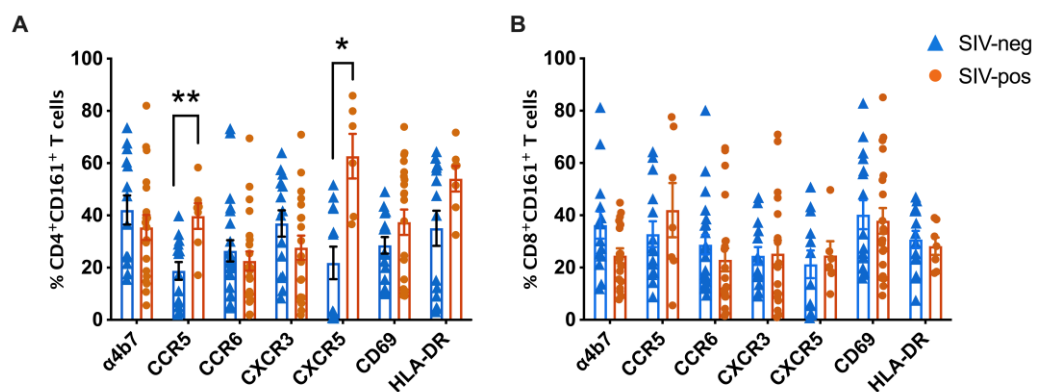 A
% CD4+CD161+ T cells
100
80
60
40
20
0
**
*
α4b7
CCR5
CCR6
CXCR3
CXCR5
CD69
HLA-DR
B
% CD8+CD161+ T cells
100
80
60
40
20
0
α4b7
CCR5
CCR6
CXCR3
CXCR5
CD69
HLA-DR
SIV-neg
SIV-pos